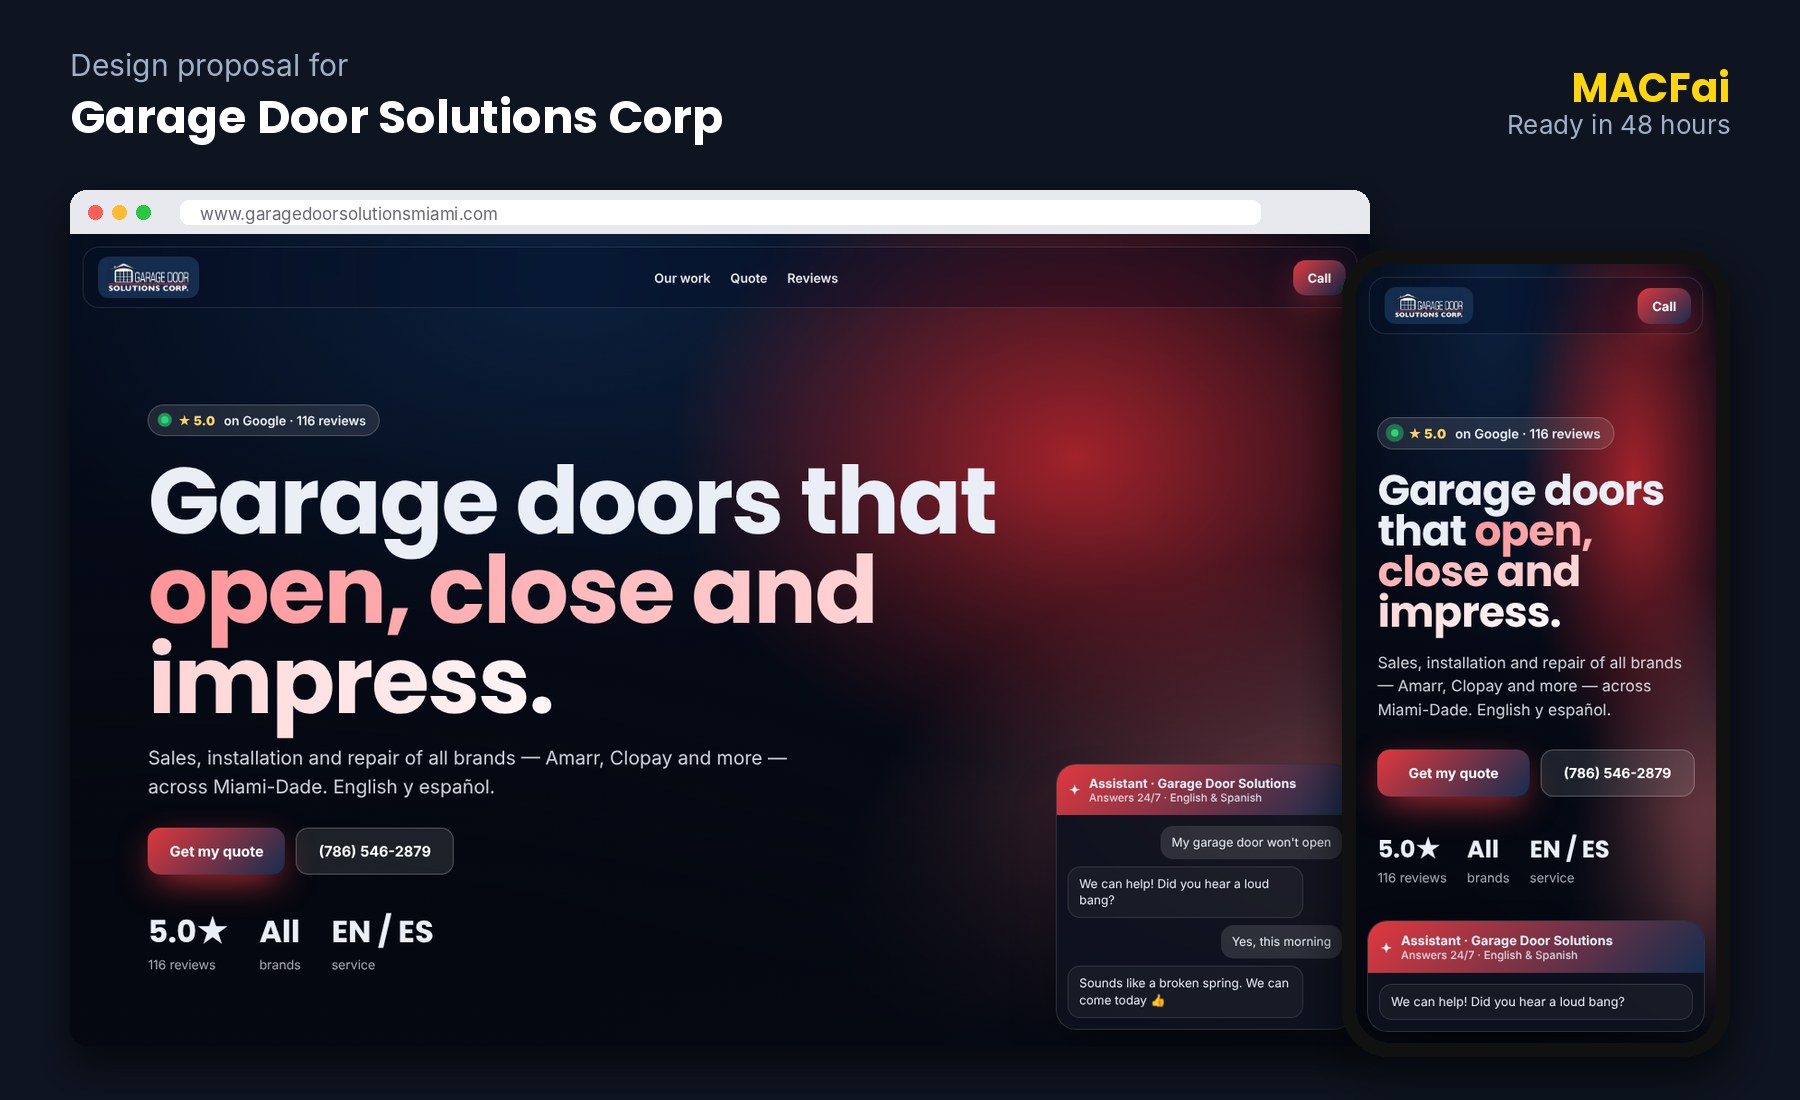 Design proposal for
Garage Door Solutions Corp
MACFai
Ready in 48 hours
www.garagedoorsolutionsmiami.com
GARAGE DOOR
SOLUTIONS CORP.
Our work
Quote
Reviews
Call
★ 5.0 on Google · 116 reviews
Garage doors that
open, close and
impress.
Sales, installation and repair of all brands — Amarr, Clopay and more —
across Miami-Dade. English y español.
Get my quote
(786) 546-2879
5.0★
116 reviews
All
brands
EN / ES
service
Assistant · Garage Door Solutions
Answers 24/7 · English & Spanish
My garage door won't open
We can help! Did you hear a loud
bang?
Yes, this morning
Sounds like a broken spring. We can
come today 👍
GARAGE DOOR
SOLUTIONS CORP.
Call
★ 5.0 on Google · 116 reviews
Garage doors
that open,
close and
impress.
Sales, installation and repair of all brands
— Amarr, Clopay and more — across
Miami-Dade. English y español.
Get my quote
(786) 546-2879
5.0★
116 reviews
All
brands
EN / ES
service
Assistant · Garage Door Solutions
Answers 24/7 · English & Spanish
We can help! Did you hear a loud bang?